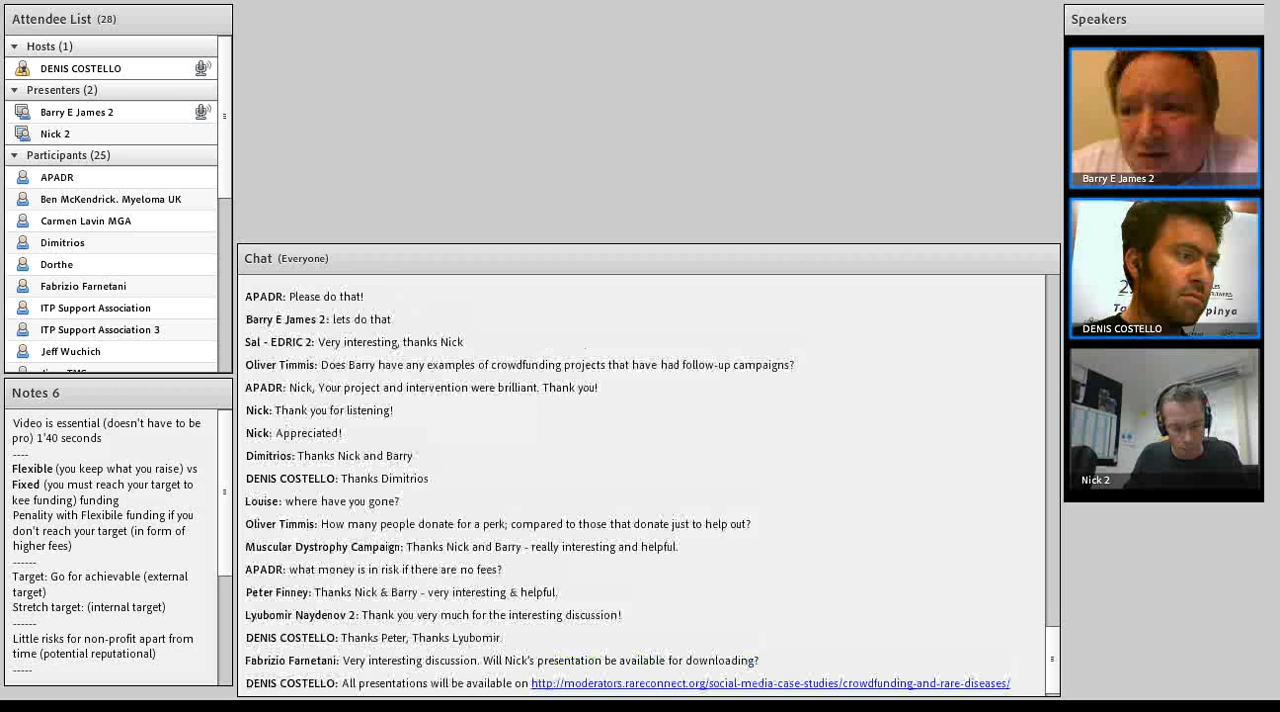 Attendee List (28)
Hosts (1)
DENIS COSTELLO
Presenters (2)
Barry E James 2
Nick 2
Participants (25)
APADR
Ben McKendrick. Myeloma UK
Carmen Lavin MGA
Dimitrios
Dorthe
Fabrizio Farnetani
ITP Support Association
ITP Support Association 3
Jeff Wuchich
Notes 6
Video is essential (doesn't have to be
pro) 1'40 seconds
----
Flexible (you keep what you raise) vs
Fixed (you must reach your target to
kee funding) funding
Penality with Flexibile funding if you
don't reach your target (in form of
higher fees)
------
Target: Go for achievable (external
target)
Stretch target: (internal target)
------
Little risks for non-profit apart from
time (potential reputational)
-----
Chat (Everyone)
APADR: Please do that!
Barry E James 2: lets do that
Sal - EDRIC 2: Very interesting, thanks Nick
Oliver Timmis: Does Barry have any examples of crowdfunding projects that have had follow-up campaigns?
APADR: Nick, Your project and intervention were brilliant. Thank you!
Nick: Thank you for listening!
Nick: Appreciated!
Dimitrios: Thanks Nick and Barry
DENIS COSTELLO: Thanks Dimitrios
Louise: where have you gone?
Oliver Timmis: How many people donate for a perk; compared to those that donate just to help out?
Muscular Dystrophy Campaign: Thanks Nick and Barry - really interesting and helpful.
APADR: what money is in risk if there are no fees?
Peter Finney: Thanks Nick & Barry - very interesting & helpful.
Lyubomir Naydenov 2: Thank you very much for the interesting discussion!
DENIS COSTELLO: Thanks Peter, Thanks Lyubomir.
Fabrizio Farnetani: Very interesting discussion. Will Nick's presentation be available for downloading?
DENIS COSTELLO: All presentations will be available on http://moderators.rareconnect.org/social-media-case-studies/crowdfunding-and-rare-diseases/
Speakers
Barry E James 2
DENIS COSTELLO
Nick 2